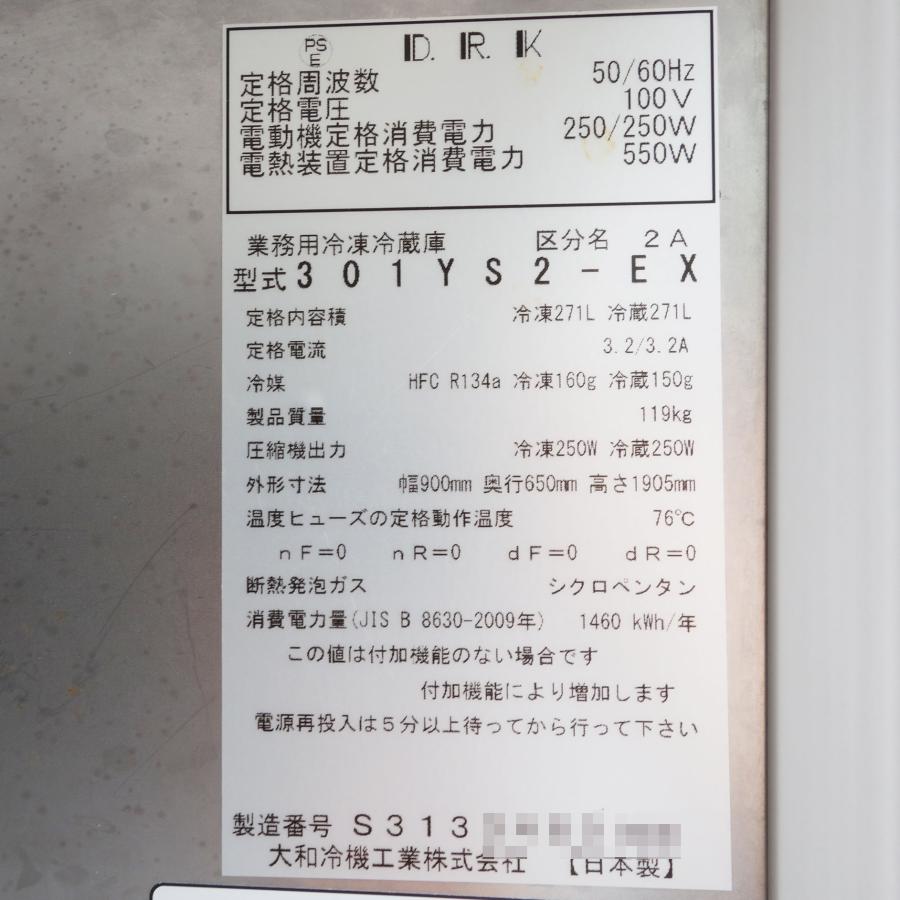 PS E D.R.K
定格周波数 50/60Hz
定格電圧 100V
電動機定格消費電力 250/250W
電熱装置定格消費電力 550W
業務用冷凍冷蔵庫 区分名 2A
型式 301YS2-EX
定格内容積 冷凍271L 冷蔵271L
定格電流 3.2/3.2A
冷媒 HFC R134a 冷凍160g 冷蔵150g
製品質量 119kg
圧縮機出力 冷凍250W 冷蔵250W
外形寸法 幅900mm 奥行650mm 高さ1905mm
温度ヒューズの定格動作温度 76℃
nF=0 nR=0 dF=0 dR=0
断熱発泡ガス シクロペンタン
消費電力量(JIS B 8630-2009年) 1460 kWh/年
この値は付加機能のない場合です
付加機能により増加します
電源再投入は5分以上待ってから行って下さい
製造番号 S313
大和冷機工業株式会社 【日本製】